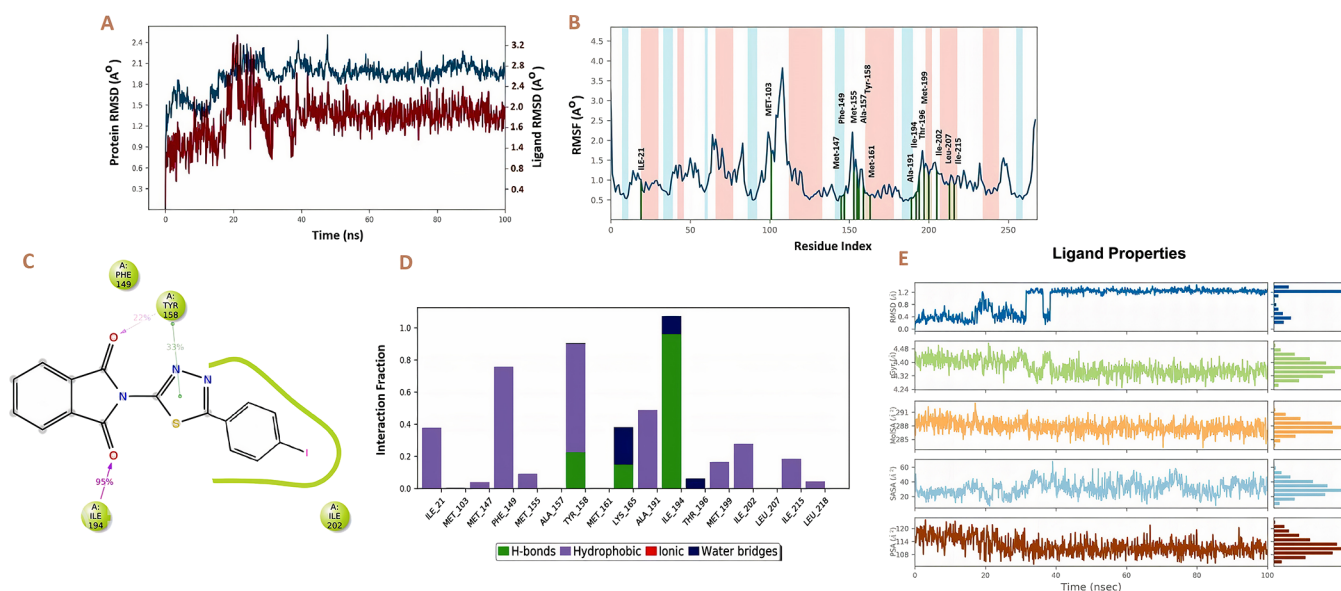 A
Protein RMSD (A°)
2.4
2.1
1.8
1.5
1.2
0.9
0.6
0.3
3.2
2.8
2.4
2.0
1.6
1.2
0.8
0.4
Ligand RMSD (A°)
0
20
40
60
80
100
Time (ns)
B
RMSF (A°)
4.5
4.0
3.5
3.0
2.5
2.0
1.5
1.0
0.5
ILE-21
MET-103
Met-147
Phe-149
Met-155
Ala-157
Tyr-158
Met-161
Ala-191
Ile-194
Thr-196
Met-199
Ile-202
Leu-207
Ile-215
0
50
100
150
200
250
Residue Index
C
A:
PHE
149
A:
TYR
158
22%
33%
O
N
N
N
S
O
I
95%
A:
ILE
194
A:
ILE
202
D
Interaction Fraction
1.0
0.8
0.6
0.4
0.2
0.0
ILE_21
MET_103
MET_147
PHE_149
MET_155
ALA_157
TYR_158
MET_161
LYS_165
ALA_191
ILE_194
THR_196
MET_199
ILE_202
LEU_207
ILE_215
LEU_218
H-bonds
Hydrophobic
Ionic
Water bridges
E
Ligand Properties
RMSD (Å)
1.2
0.8
0.4
0.0
rGyr (Å)
4.48
4.32
4.24
MolSA (Å²)
291
288
285
SASA (Å²)
60
40
20
PSA (Å²)
120
114
108
0
20
40
60
80
100
Time (nsec)